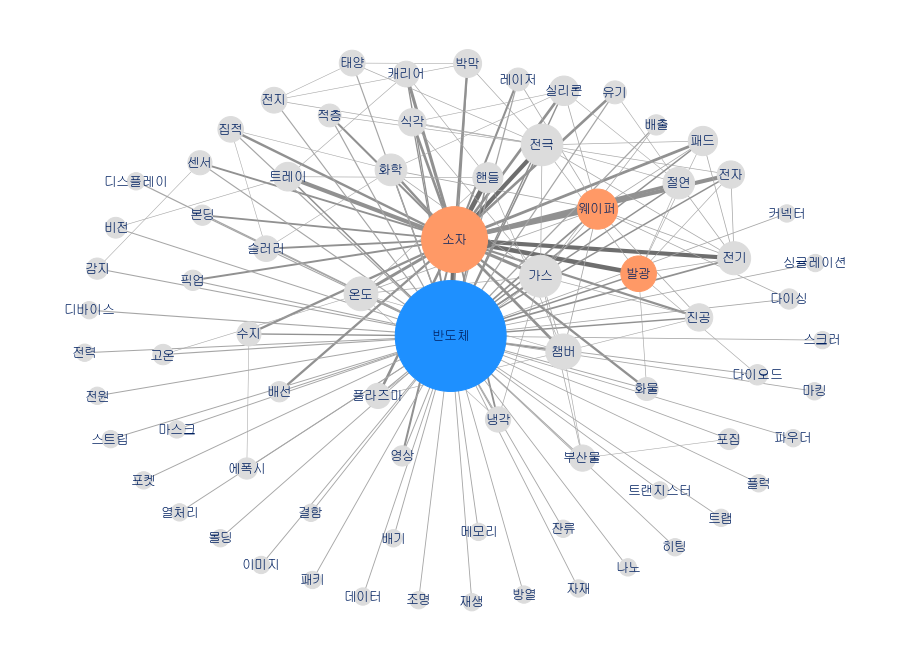 태양
박막
캐리어
레이저
실리콘
유기
전지
적층
식각
배출
집적
전극
패드
센서
화학
디스플레이
트레이
핸들
절연
전자
본딩
웨이퍼
커넥터
비전
슬러리
소자
전기
싱귤레이션
감지
픽업
온도
가스
발광
다이싱
디바이스
진공
수지
반도체
스크러
전력
고온
챔버
다이오드
전원
배선
플라즈마
화물
마킹
스트립
마스크
냉각
포집
파우더
에폭시
영상
부산물
포켓
플럭
열처리
결함
트랜지스터
트랩
몰딩
배기
메모리
잔류
히팅
이미지
패키
데이터
조명
재생
방열
자재
나노